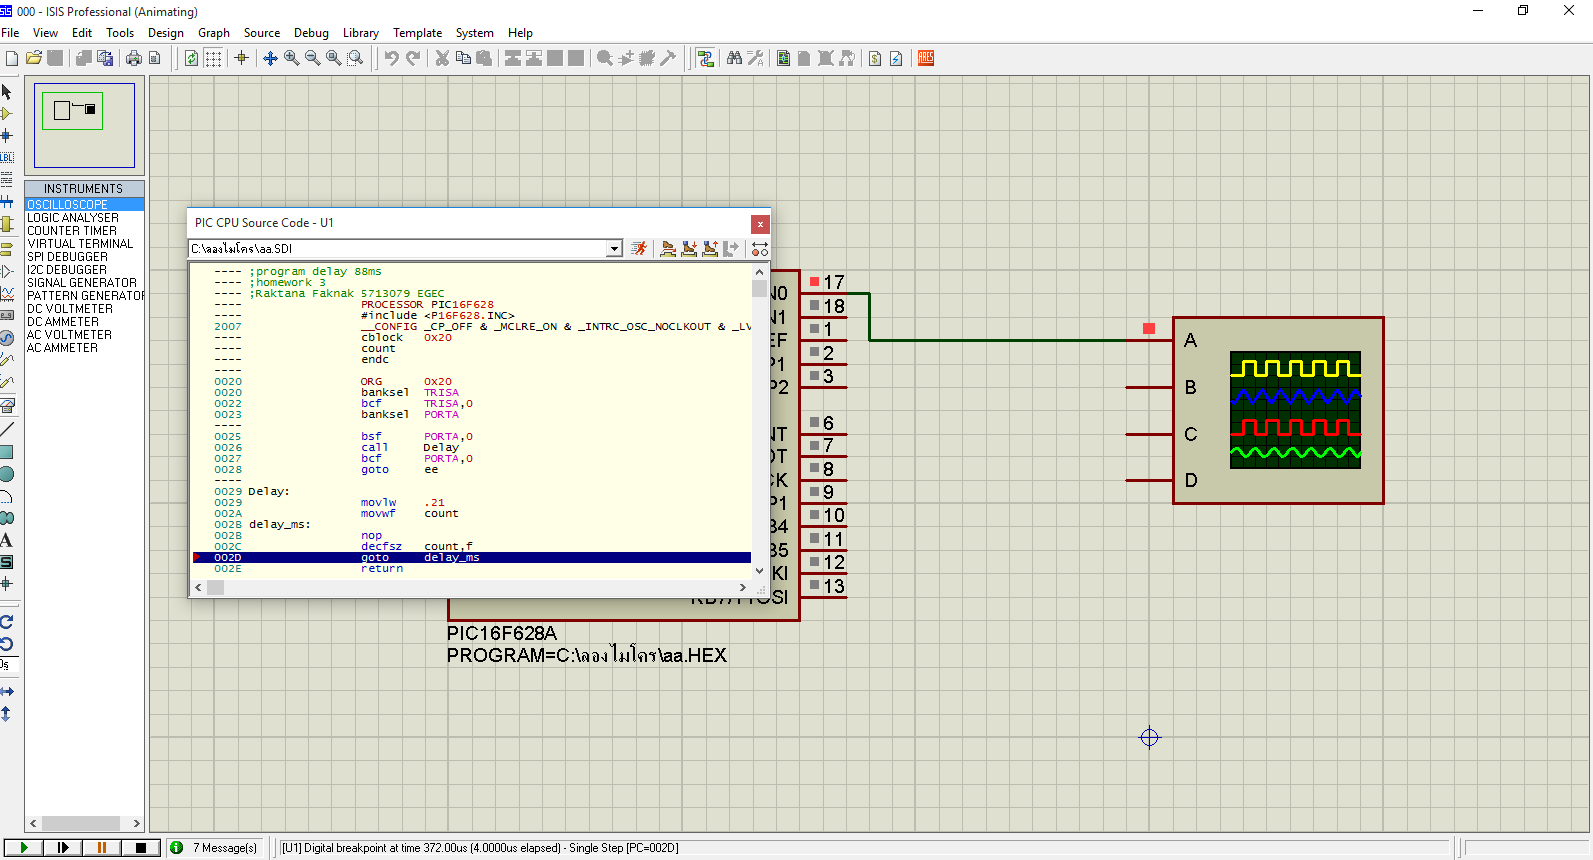 000 - ISIS Professional (Animating)
File View Edit Tools Design Graph Source Debug Library Template System Help
LBL
ARES
INSTRUMENTS
OSCILLOSCOPE
LOGIC ANALYSER
COUNTER TIMER
VIRTUAL TERMINAL
SPI DEBUGGER
I2C DEBUGGER
SIGNAL GENERATOR
PATTERN GENERATOR
DC VOLTMETER
DC AMMETER
AC VOLTMETER
AC AMMETER
PIC CPU Source Code - U1
C:\ลองไมโคร\aa.SDI
---- ;program delay 88ms
---- ;homework 3
---- ;Raktana Faknak 5713079 EGEC
---- PROCESSOR PIC16F628
---- #include <P16F628.INC>
2007 __CONFIG _CP_OFF & _MCLRE_ON & _INTRC_OSC_NOCLKOUT & _LV
---- cblock 0x20
---- count
---- endc
----
0020 ORG 0x20
0020 banksel TRISA
0022 bcf TRISA,0
0023 banksel PORTA
----
0025 bsf PORTA,0
0026 call Delay
0027 bcf PORTA,0
0028 goto ee
----
0029 Delay:
0029 movlw .21
002A movwf count
002B delay_ms:
002B nop
002C decfsz count,f
002D goto delay_ms
002E return
N0 17
N1 18
EF 1
P1 2
P2 3
NT 6
OT 7
CK 8
P1 9
B4 10
B5 11
KI 12
13
PIC16F628A
PROGRAM=C:\ลองไมโคร\aa.HEX
A
B
C
D
7 Message(s)
[U1] Digital breakpoint at time 372.00us (4.0000us elapsed) - Single Step [PC=002D]